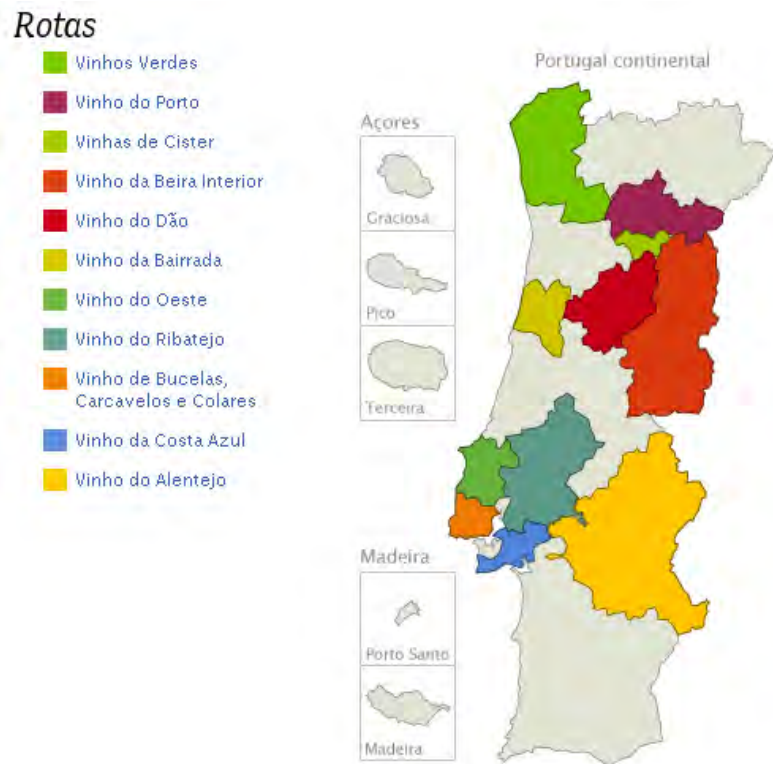 Rotas
Vinhos Verdes
Vinho do Porto
Vinhas de Cister
Vinho da Beira Interior
Vinho do Dão
Vinho da Bairrada
Vinho do Oeste
Vinho do Ribatejo
Vinho de Bucelas,
Carcavelos e Colares
Vinho da Costa Azul
Vinho do Alentejo
Portugal continental
Açores
Graciosa
Pico
Terceira
Madeira
Porto Santo
Madeira